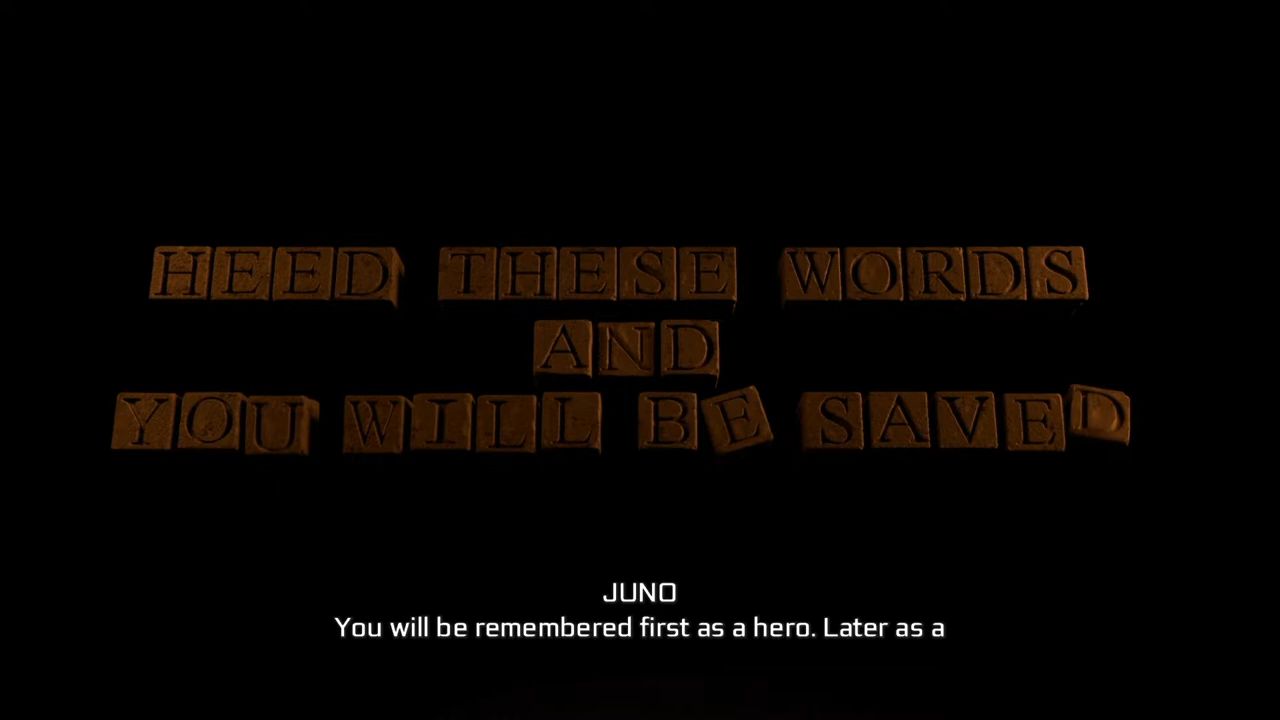 HEED THESE WORDS
AND
YOU WILL BE SAVED
JUNO
You will be remembered first as a hero. Later as a